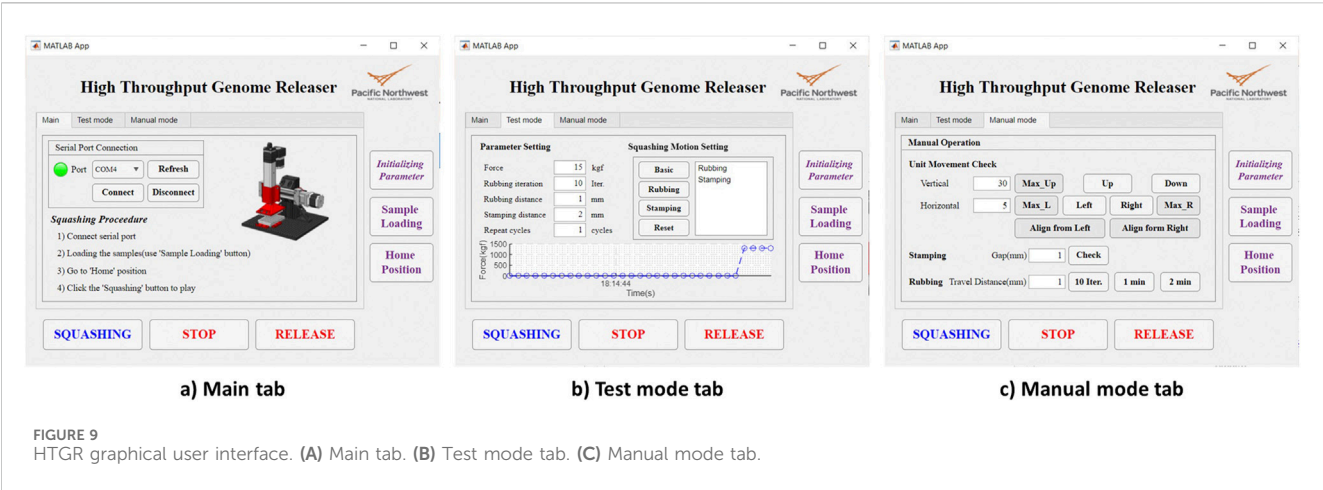 MATLAB App
High Throughput Genome Releaser
Pacific Northwest
NATIONAL LABORATORY
Main Test mode Manual mode
Serial Port Connection
Port COM4 Refresh
Connect Disconnect
Squashing Proceedure
1) Connect serial port
2) Loading the samples(use 'Sample Loading' button)
3) Go to 'Home' position
4) Click the 'Squashing' button to play
Initializing
Parameter
Sample
Loading
Home
Position
SQUASHING STOP RELEASE
a) Main tab
MATLAB App
High Throughput Genome Releaser
Pacific Northwest
NATIONAL LABORATORY
Main Test mode Manual mode
Parameter Setting Squashing Motion Setting
Force 15 kgf
Rubbing iteration 10 Iter.
Rubbing distance 1 mm
Stamping distance 2 mm
Repeat cycles 1 cycles
Basic
Rubbing
Stamping
Reset
Rubbing
Stamping
Force(kgf)
1500
1000
500
0
18:14:44
Time(s)
Initializing
Parameter
Sample
Loading
Home
Position
SQUASHING STOP RELEASE
b) Test mode tab
MATLAB App
High Throughput Genome Releaser
Pacific Northwest
NATIONAL LABORATORY
Main Test mode Manual mode
Manual Operation
Unit Movement Check
Vertical 30 Max_Up Up Down
Horizontal 5 Max_L Left Right Max_R
Align from Left Align form Right
Stamping Gap(mm) 1 Check
Rubbing Travel Distance(mm) 1 10 Iter. 1 min 2 min
Initializing
Parameter
Sample
Loading
Home
Position
SQUASHING STOP RELEASE
c) Manual mode tab
FIGURE 9
HTGR graphical user interface. (A) Main tab. (B) Test mode tab. (C) Manual mode tab.